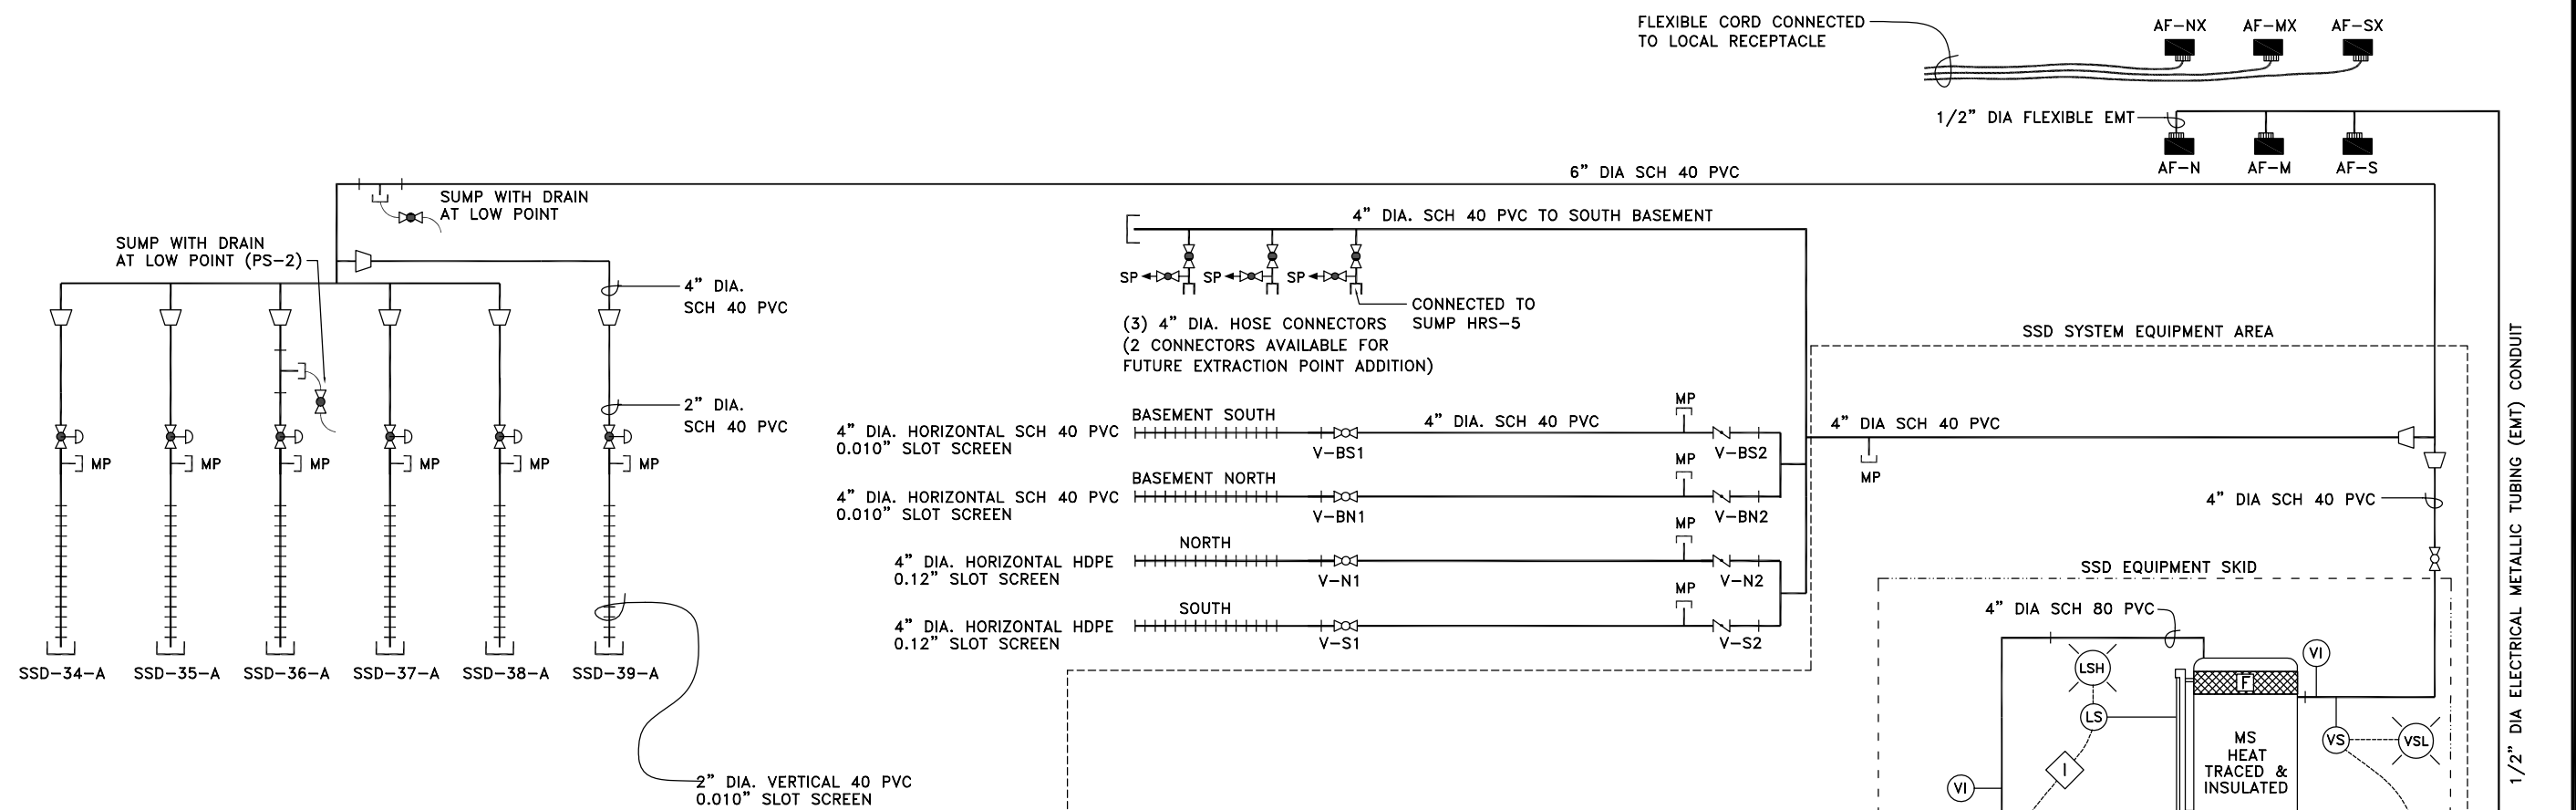 FLEXIBLE CORD CONNECTED
TO LOCAL RECEPTACLE
AF-NX
AF-MX
AF-SX
1/2" DIA FLEXIBLE EMT
AF-N
AF-M
AF-S
6" DIA SCH 40 PVC
SUMP WITH DRAIN
AT LOW POINT
4" DIA. SCH 40 PVC TO SOUTH BASEMENT
SUMP WITH DRAIN
AT LOW POINT (PS-2)
SP
SP
SP
4" DIA.
SCH 40 PVC
CONNECTED TO
SUMP HRS-5
(3) 4" DIA. HOSE CONNECTORS
(2 CONNECTORS AVAILABLE FOR
FUTURE EXTRACTION POINT ADDITION)
SSD SYSTEM EQUIPMENT AREA
1/2" DIA ELECTRICAL METALLIC TUBING (EMT) CONDUIT
2" DIA.
SCH 40 PVC
MP
MP
MP
MP
MP
MP
4" DIA. HORIZONTAL SCH 40 PVC
0.010" SLOT SCREEN
BASEMENT SOUTH
V-BS1
4" DIA. SCH 40 PVC
MP
V-BS2
4" DIA SCH 40 PVC
MP
4" DIA. HORIZONTAL SCH 40 PVC
0.010" SLOT SCREEN
BASEMENT NORTH
V-BN1
MP
V-BN2
4" DIA SCH 40 PVC
4" DIA. HORIZONTAL HDPE
0.12" SLOT SCREEN
NORTH
V-N1
MP
V-N2
4" DIA. HORIZONTAL HDPE
0.12" SLOT SCREEN
SOUTH
V-S1
MP
V-S2
SSD EQUIPMENT SKID
4" DIA SCH 80 PVC
SSD-34-A
SSD-35-A
SSD-36-A
SSD-37-A
SSD-38-A
SSD-39-A
2" DIA. VERTICAL 40 PVC
0.010" SLOT SCREEN
LSH
LS
I
VI
F
VI
VS
VSL
MS
HEAT
TRACED &
INSULATED